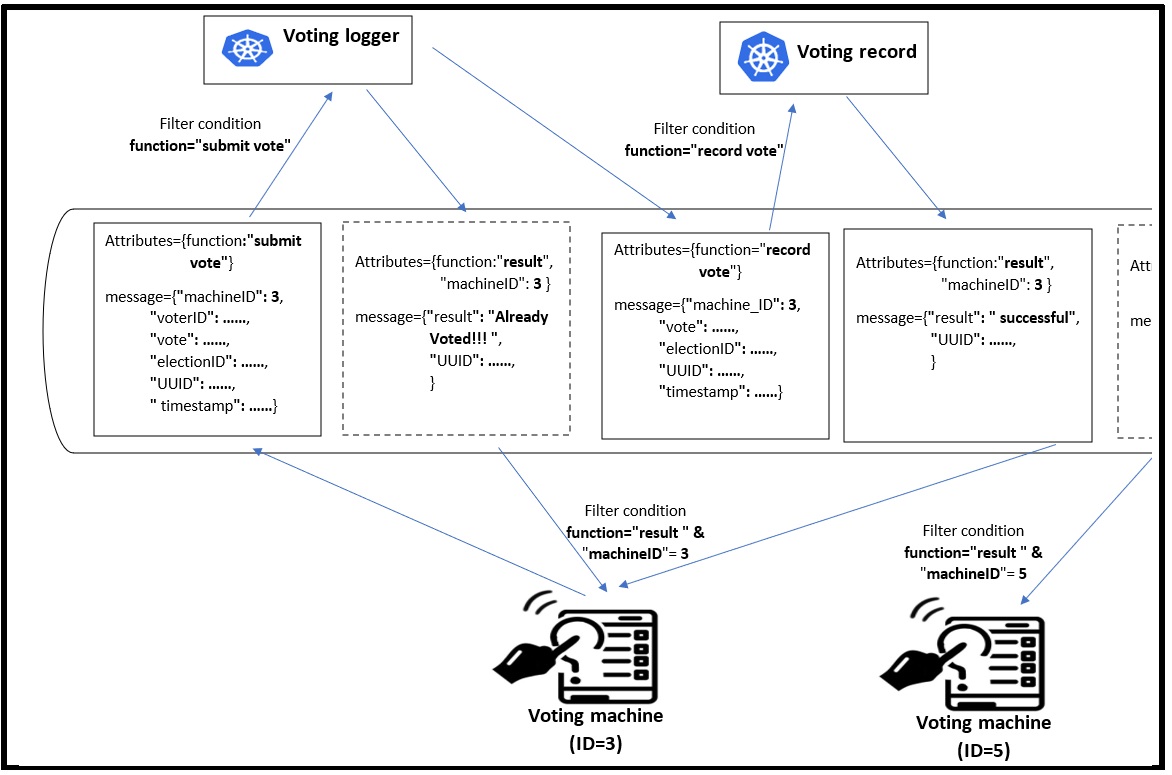 Voting logger
Voting record
Filter condition
function="submit vote"
Filter condition
function="record vote"
Attributes={function:"submit
vote"}
message={"machineID": 3,
"voterID": ......,
"vote": ......,
"electionID": ......,
"UUID": ......,
" timestamp": ......}
Attributes={function:"result",
"machineID": 3 }
message={"result": "Already
Voted!!! ",
"UUID": ......,
}
Attributes={function="record
vote"}
message={"machine_ID": 3,
"vote": ......,
"electionID": ......,
"UUID": ......,
"timestamp": ......}
Attributes={function:"result",
"machineID": 3 }
message={"result": " successful",
"UUID": ......,
}
Att
me
Filter condition
function="result " &
"machineID"= 3
Filter condition
function="result " &
"machineID"= 5
Voting machine
(ID=3)
Voting machine
(ID=5)